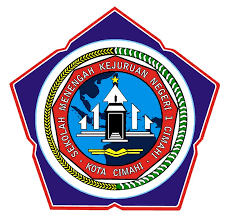 SEKOLAH MENENGAH KEJURUAN NEGERI 1 CIMAHI
KOTA CIMAHI